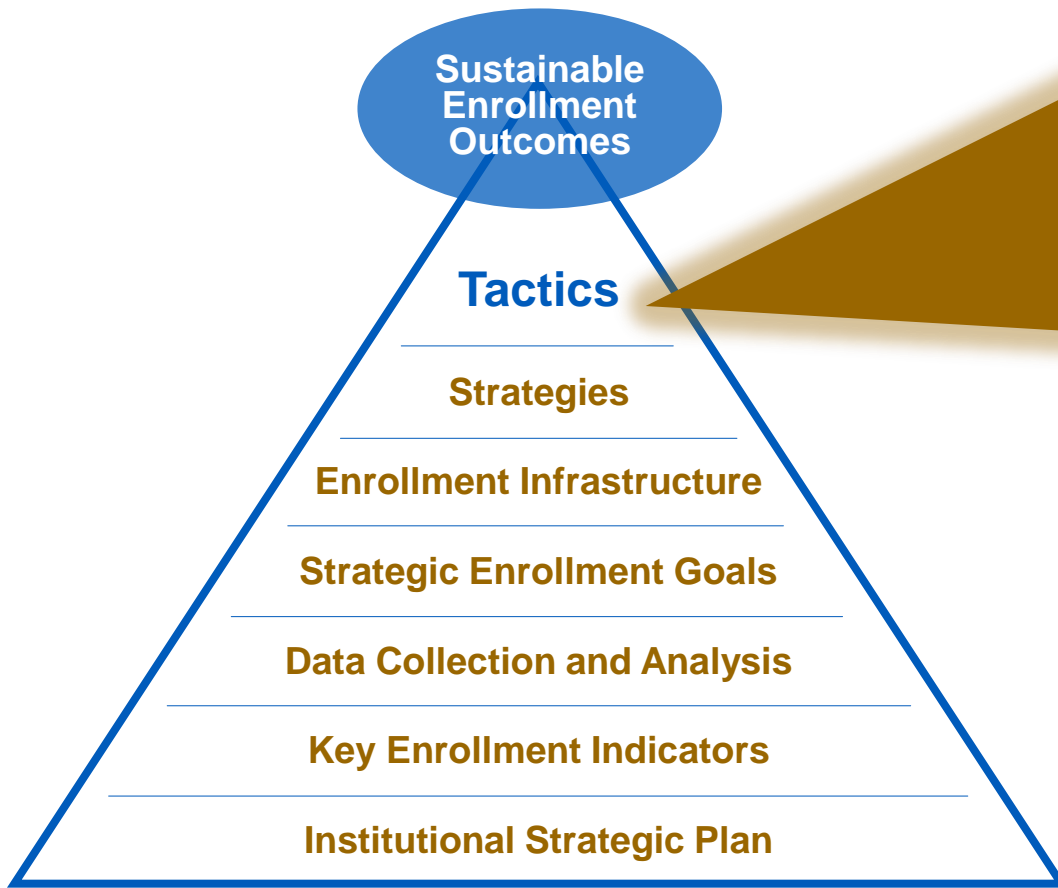 Sustainable
Enrollment
Outcomes
Tactics
Strategies
Enrollment Infrastructure
Strategic Enrollment Goals
Data Collection and Analysis
Key Enrollment Indicators
Institutional Strategic Plan